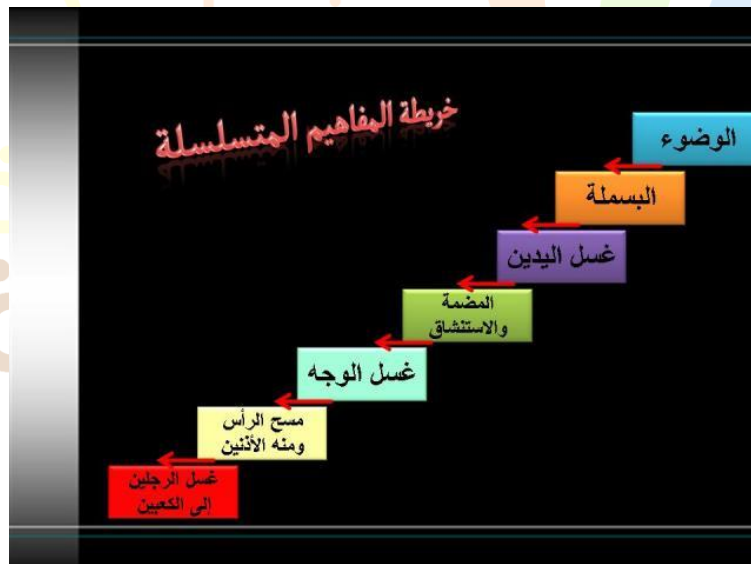 خريطة المفاهيم المتسلسلة
الوضوء
البسملة
غسل اليدين
المضمة
والاستنشاق
غسل الوجه
مسح الرأس
ومنه الأذنين
غسل الرجلين
إلى الكعبين